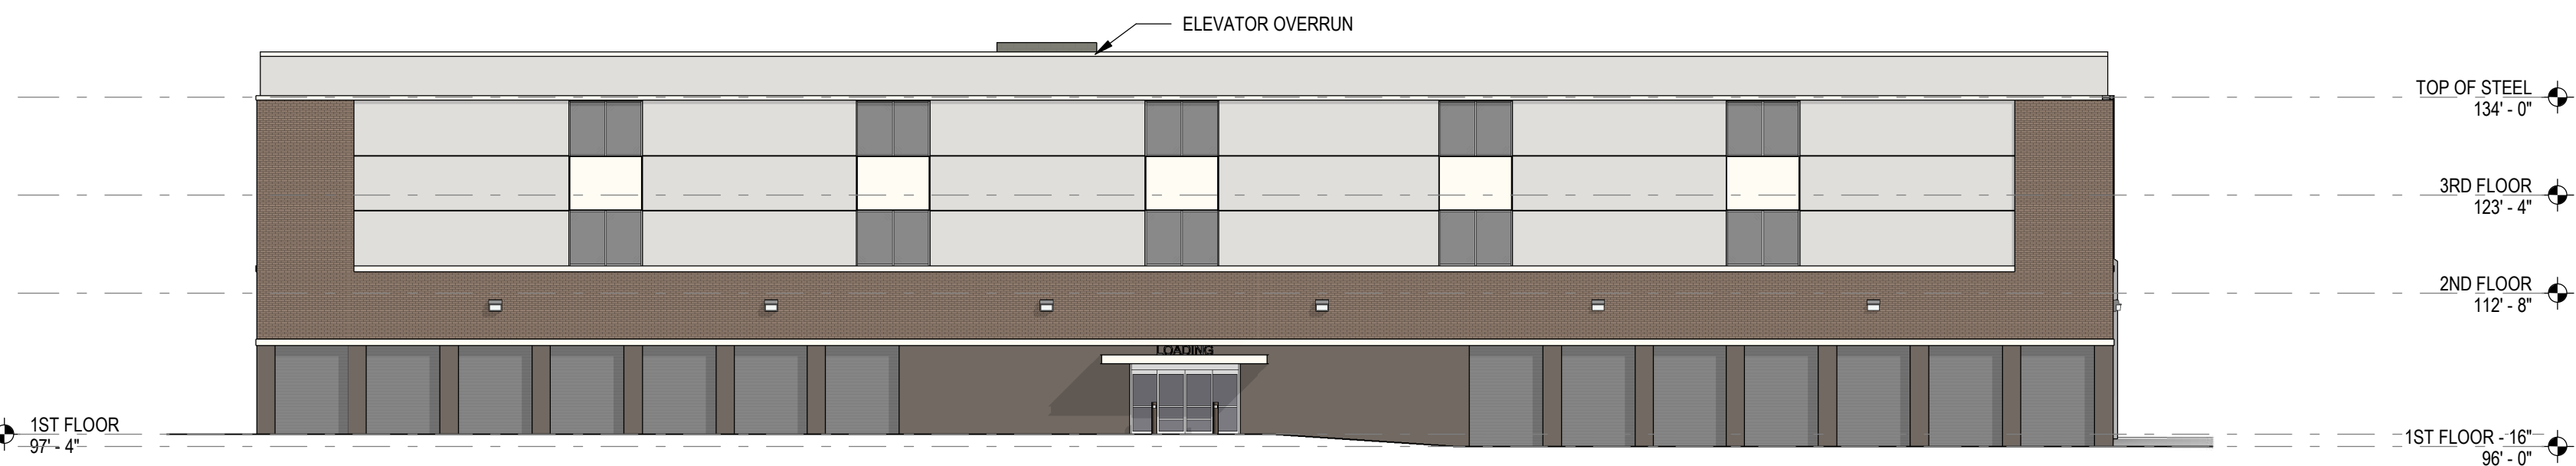 ELEVATOR OVERRUN
TOP OF STEEL
134' - 0"
3RD FLOOR
123' - 4"
2ND FLOOR
112' - 8"
LOADING
1ST FLOOR
97' - 4"
1ST FLOOR - 16"
96' - 0"